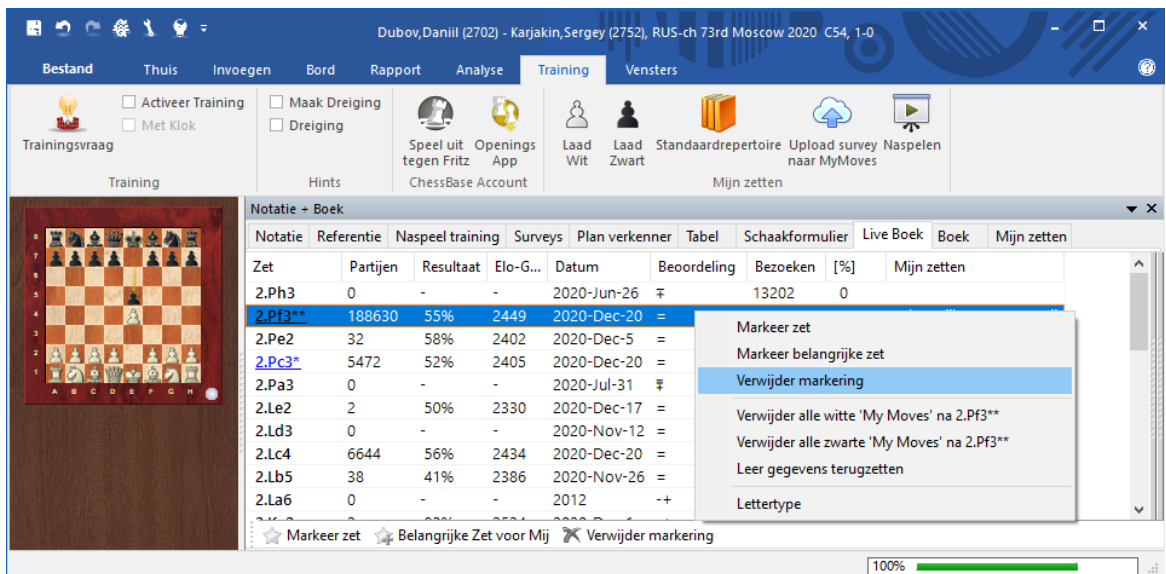 Dubov,Daniil (2702) - Karjakin,Sergey (2752), RUS-ch 73rd Moscow 2020 C54, 1-0
Bestand Thuis Invoegen Bord Rapport Analyse Training Vensters
Trainingsvraag
Activeer Training
Met Klok
Training
Maak Dreiging
Dreiging
Hints
Speel uit tegen Fritz
Openings App
ChessBase Account
Laad Wit
Laad Zwart
Standaardrepertoire
Upload survey naar MyMoves
Naspelen
Mijn zetten
8
7
6
5
4
3
2
1
A B C D E F G H
Notatie + Boek
Notatie Referentie Naspeel training Surveys Plan verkenner Tabel Schaakformulier Live Boek Boek Mijn zetten
Zet Partijen Resultaat Elo-G... Datum Beoordeling Bezoeken [%] Mijn zetten
2.Ph3 0 - - 2020-Jun-26 ∓ 13202 0
2.Pf3** 188630 55% 2449 2020-Dec-20 =
2.Pe2 32 58% 2402 2020-Dec-5 =
2.Pc3* 5472 52% 2405 2020-Dec-20 =
2.Pa3 0 - - 2020-Jul-31 ∓
2.Le2 2 50% 2330 2020-Dec-17 =
2.Ld3 0 - - 2020-Nov-12 =
2.Lc4 6644 56% 2434 2020-Dec-20 =
2.Lb5 38 41% 2386 2020-Nov-26 =
2.La6 0 - - 2012 -+
Markeer zet
Markeer belangrijke zet
Verwijder markering
Verwijder alle witte 'My Moves' na 2.Pf3**
Verwijder alle zwarte 'My Moves' na 2.Pf3**
Leer gegevens terugzetten
Lettertype
Markeer zet Belangrijke Zet voor Mij Verwijder markering
100%